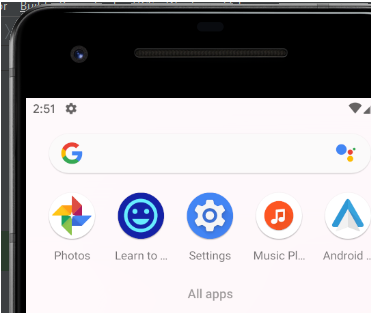 2:51
Photos
Learn to ...
Settings
Music Pl...
Android ...
All apps